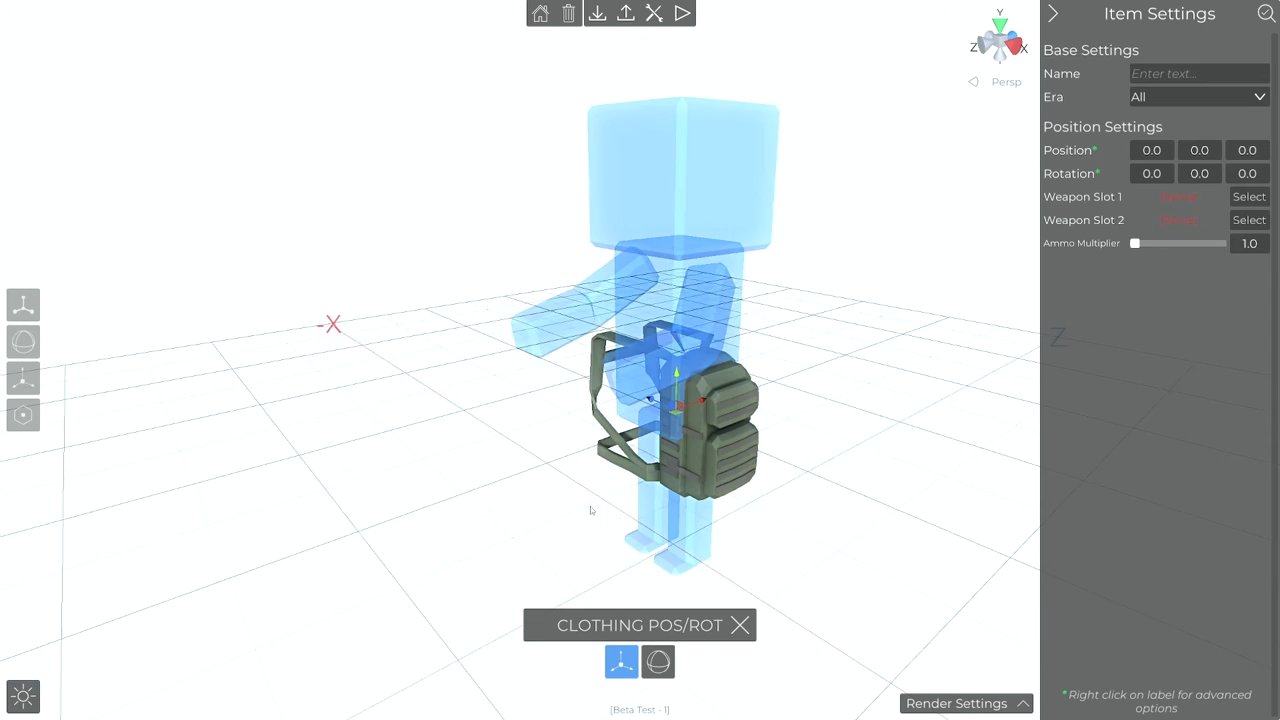 Item Settings
Y
Z
X
Persp
Base Settings
Name Enter text...
Era All
Position Settings
Position* 0.0 0.0 0.0
Rotation* 0.0 0.0 0.0
Weapon Slot 1 [None] Select
Weapon Slot 2 [None] Select
Ammo Multiplier 1.0
-X
Z
CLOTHING POS/ROT
Render Settings
[Beta Test - 1]
*Right click on label for advanced
options